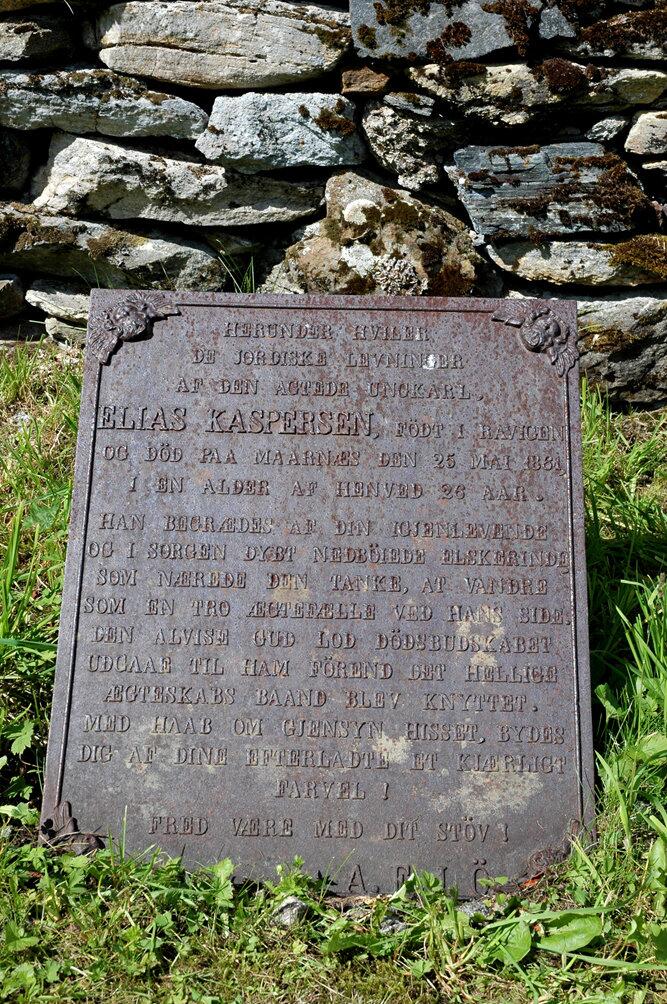 HERUNDER HVILER
DE JORDISKE LEVNINGER
AF DEN AGTEDE UNGKARL.
ELIAS KASPERSEN, FÖDT I RAVIGEN
OG DÖD PAA MAARNÆS DEN 25 MAI 1881
I EN ALDER AF HENVED 26 AAR.
HAN BEGRÆDES AF DIN IGJENLEVENDE
OG I SORGEN DYBT NEDBÖIEDE ELSKERINDE
SOM NÆREDE DEN TANKE, AT VANDRE
SOM EN TRO ÆGTEFÆLLE VED HANS SIDE.
DEN ALVISE GUD LOD DÖDSBUDSKABET
UDGAAE TIL HAM FÖREND DET HELLIGE
ÆGTESKABS BAAND BLEV KNYTTET.
MED HAAB OM GJENSYN HISSET, BYDES
DIG AF DINE EFTERLADTE ET KJÆRLIGT
FARVEL !
FRED VÆRE MED DIT STÖV !